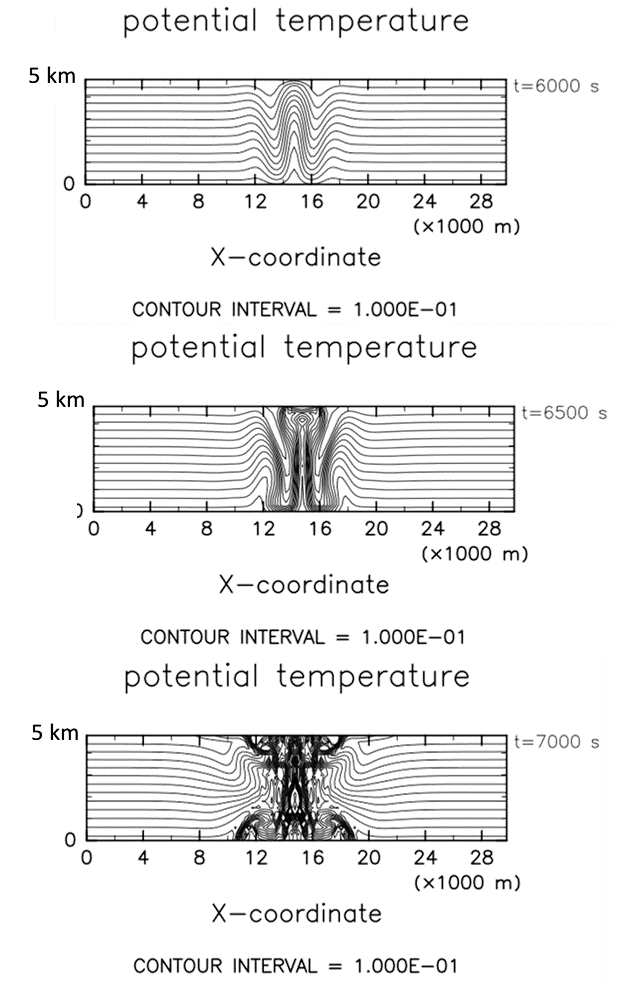 potential temperature
5 km
t=6000 s
0
0 4 8 12 16 20 24 28
(×1000 m)
X−coordinate
CONTOUR INTERVAL = 1.000E−01
potential temperature
5 km
t=6500 s
0
0 4 8 12 16 20 24 28
(×1000 m)
X−coordinate
CONTOUR INTERVAL = 1.000E−01
potential temperature
5 km
t=7000 s
0
0 4 8 12 16 20 24 28
(×1000 m)
X−coordinate
CONTOUR INTERVAL = 1.000E−01